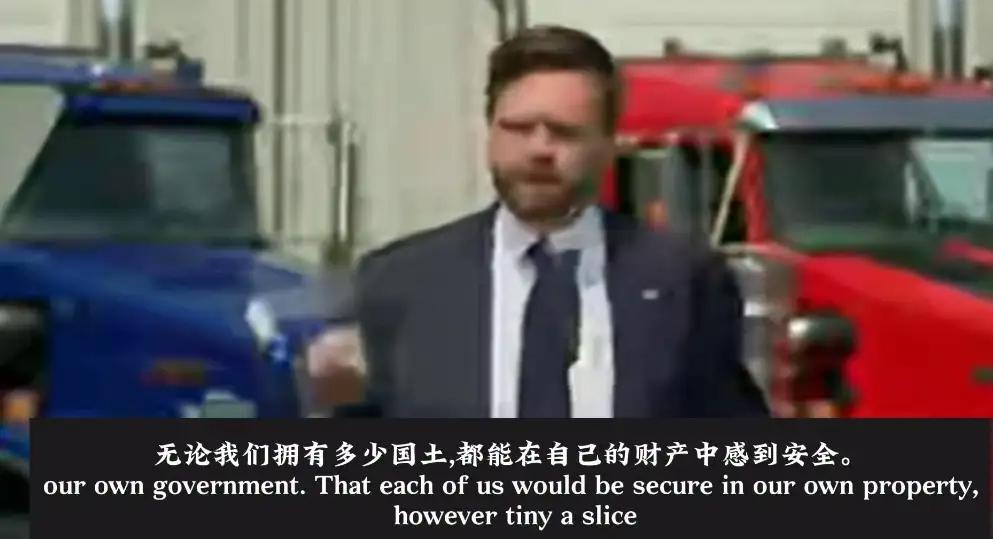 无论我们拥有多少国土,都能在自己的财产中感到安全。
our own government. That each of us would be secure in our own property,
however tiny a slice